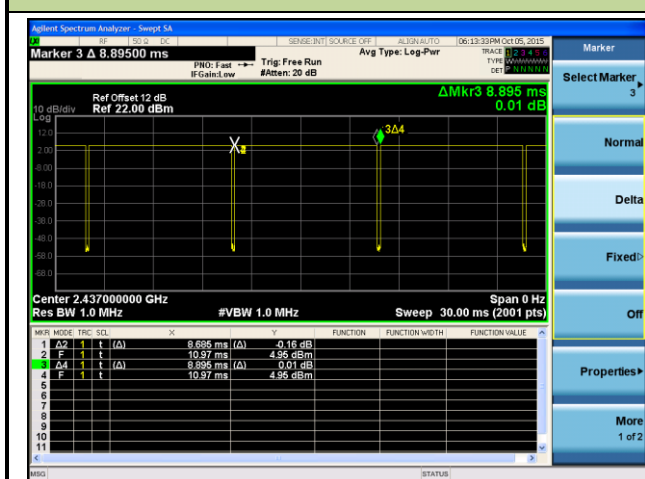 Agilent Spectrum Analyzer - Swept SA
RF 50 Ω DC SENSE:INT SOURCE OFF ALIGN AUTO 06:13:33PM Oct 05, 2015
Marker 3 Δ 8.89500 ms
PNO: Fast
IFGain:Low
Trig: Free Run
#Atten: 20 dB
Avg Type: Log-Pwr
TRACE 1 2 3 4 5 6
TYPE W
DET P N N N N N
10 dB/div
Log
Ref Offset 12 dB
Ref 22.00 dBm
ΔMkr3 8.895 ms
0.01 dB
12.0
2.00
-8.00
-18.0
-28.0
-38.0
-48.0
-58.0
-68.0
X
3Δ4
Center 2.437000000 GHz
Span 0 Hz
Res BW 1.0 MHz #VBW 1.0 MHz Sweep 30.00 ms (2001 pts)
MKR MODE TRC SCL X Y FUNCTION FUNCTION WIDTH FUNCTION VALUE
1 Δ2 1 t (Δ) 8.685 ms (Δ) -0.16 dB
2 F 1 t 10.97 ms 4.95 dBm
3 Δ4 1 t (Δ) 8.895 ms (Δ) 0.01 dB
4 F 1 t 10.97 ms 4.95 dBm
5
6
7
8
9
10
11
MSG STATUS
Marker
Select Marker
3
Normal
Delta
Fixed
Off
Properties
More
1 of 2